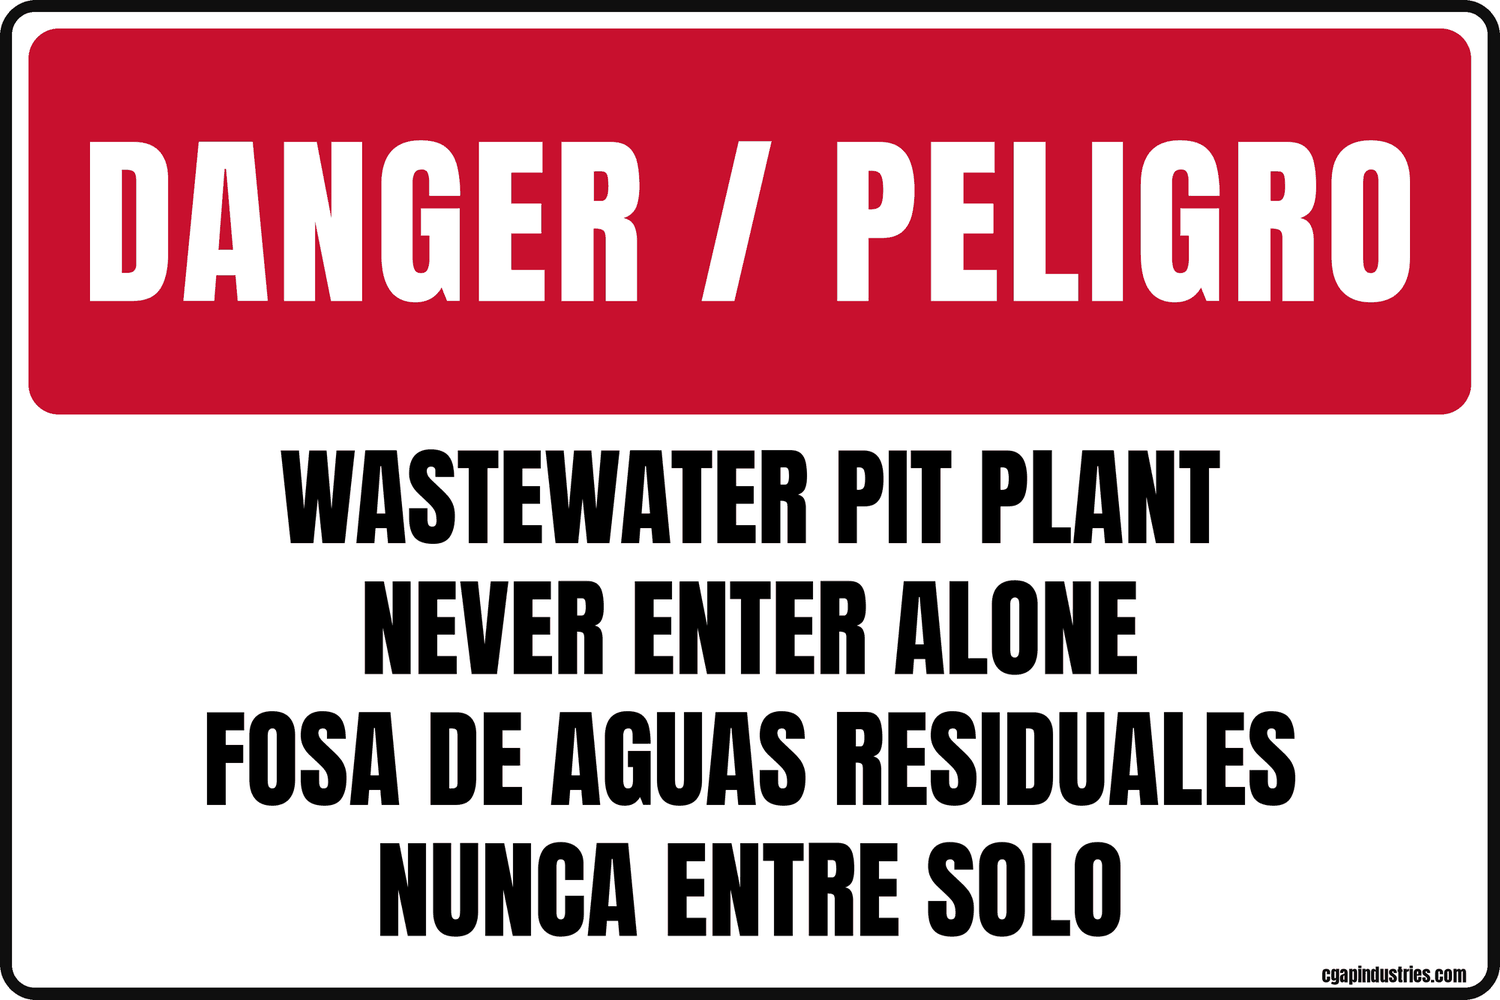 DANGER / PELIGRO
WASTEWATER PIT PLANT
NEVER ENTER ALONE
FOSA DE AGUAS RESIDUALES
NUNCA ENTRE SOLO
cgapindustries.com